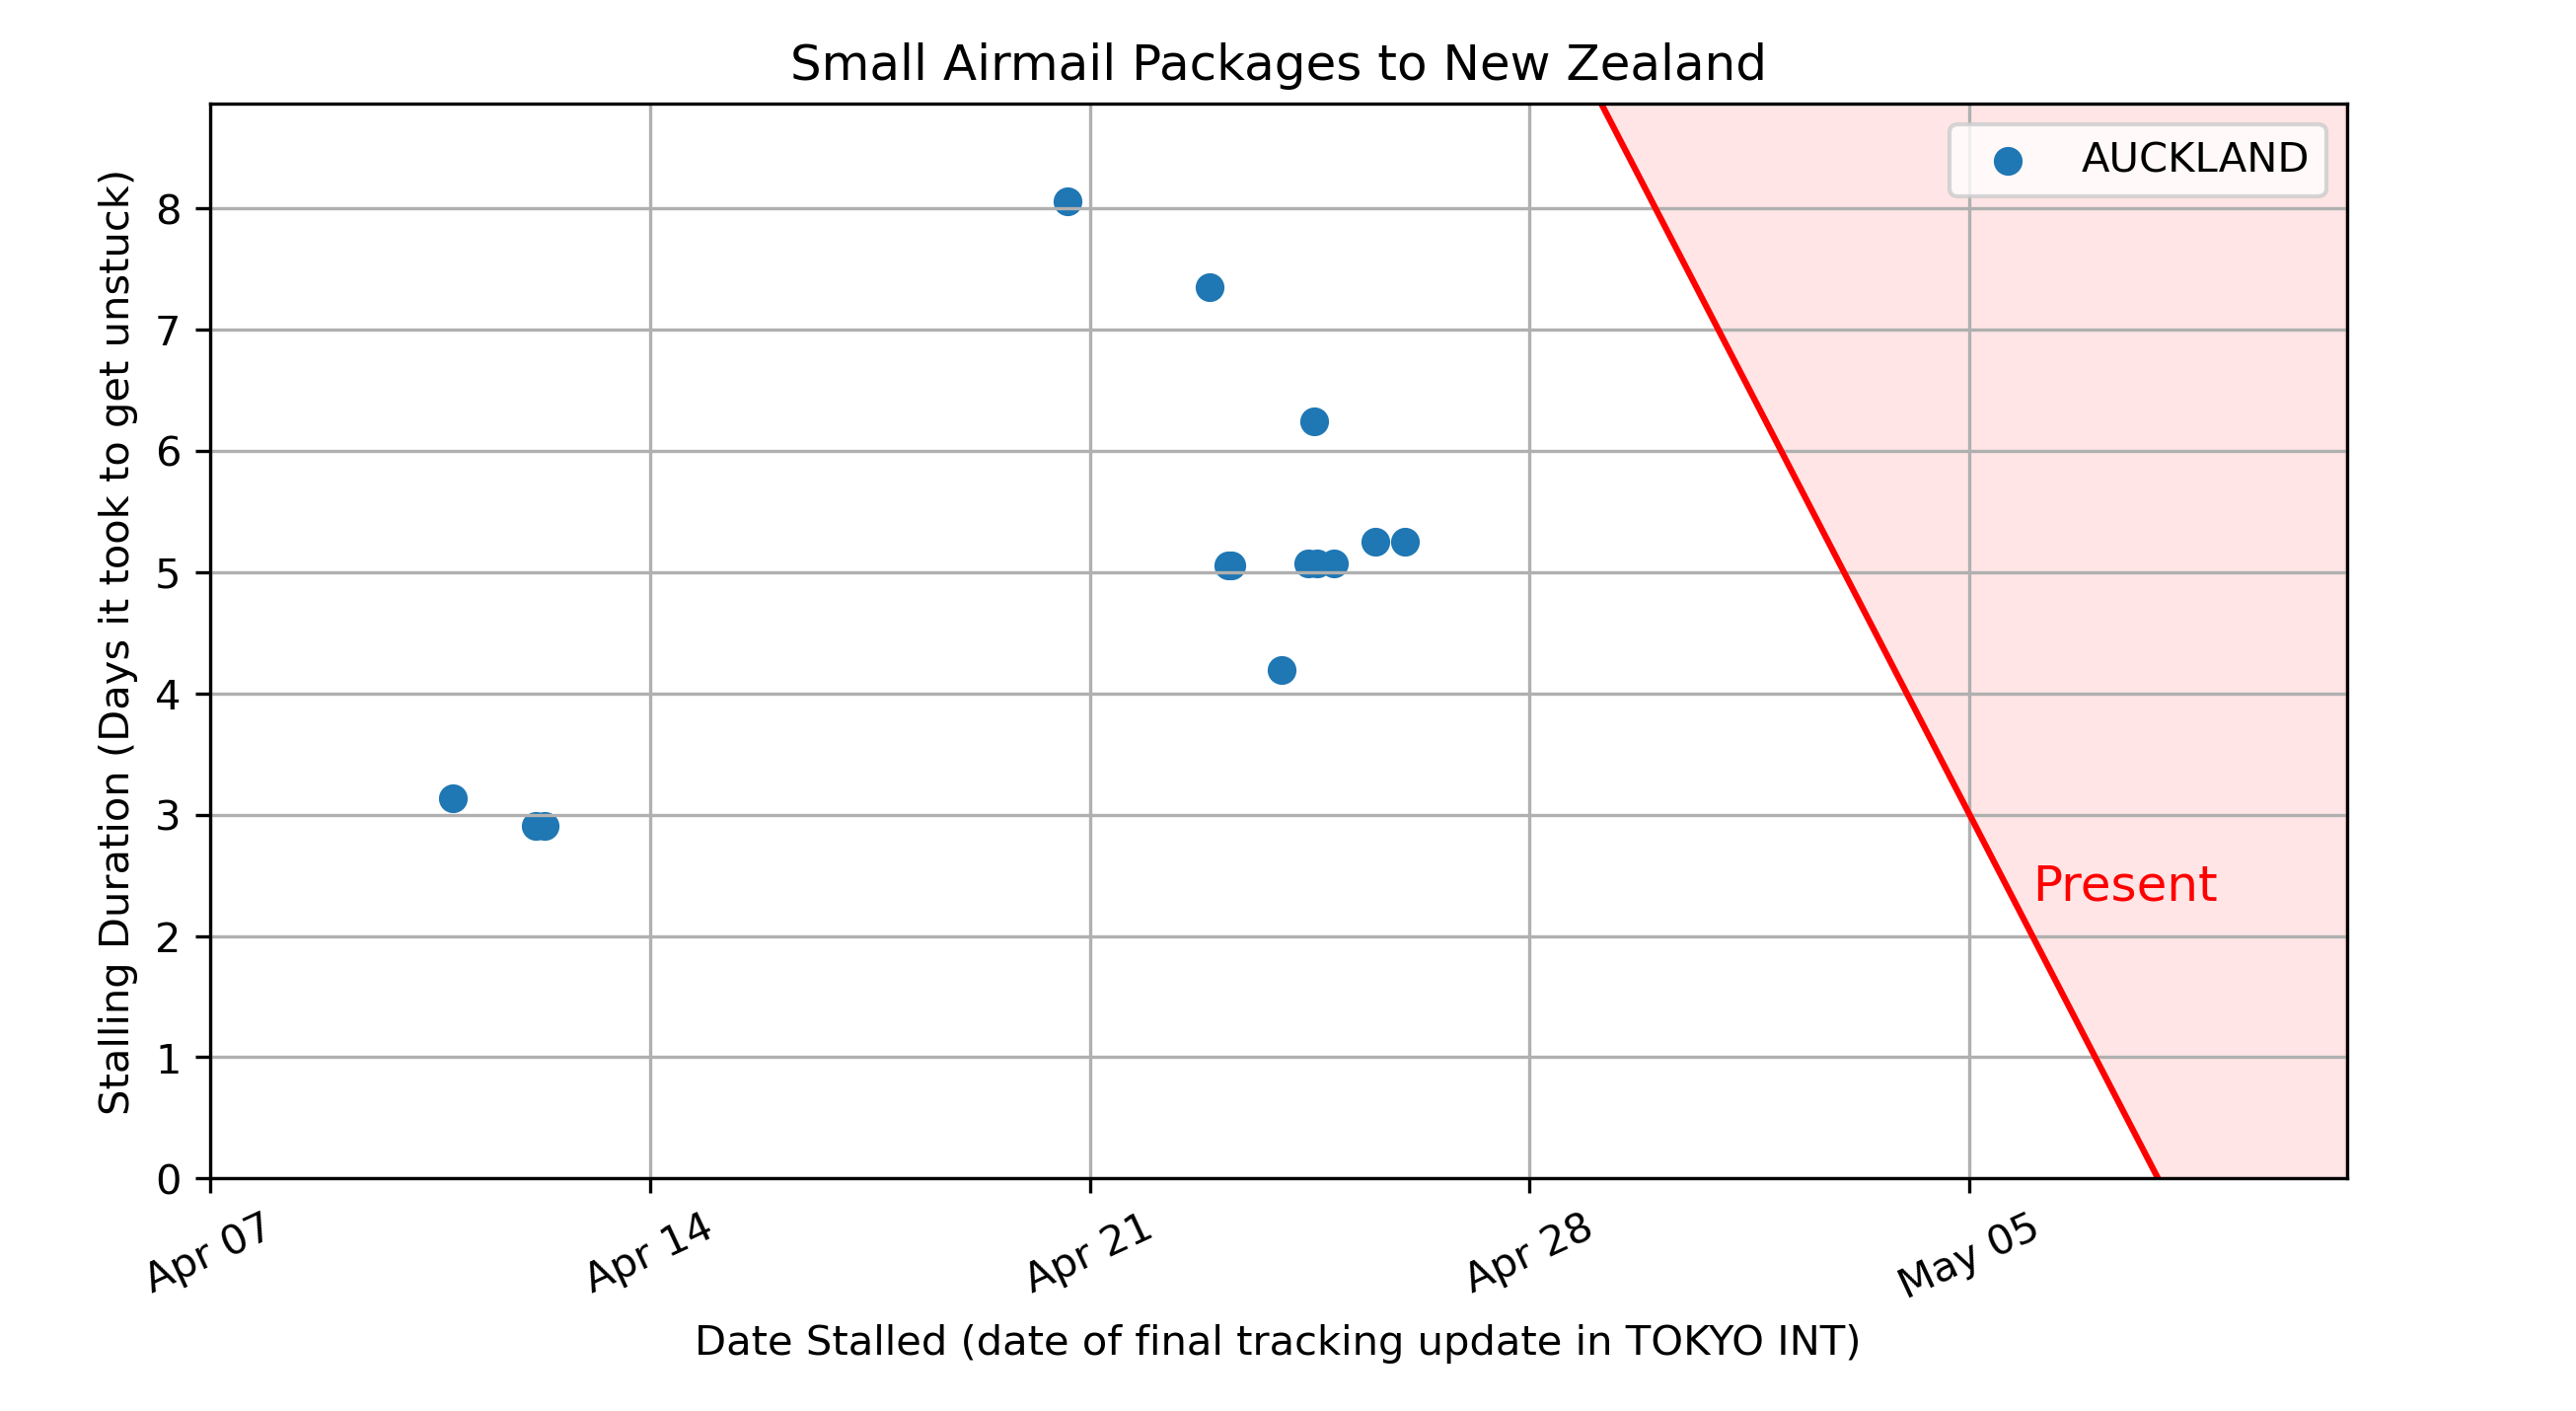 Small Airmail Packages to New Zealand
AUCKLAND
Stalling Duration (Days it took to get unstuck)
8
7
6
5
4
3
2
1
0
Present
Apr 07
Apr 14
Apr 21
Apr 28
May 05
Date Stalled (date of final tracking update in TOKYO INT)